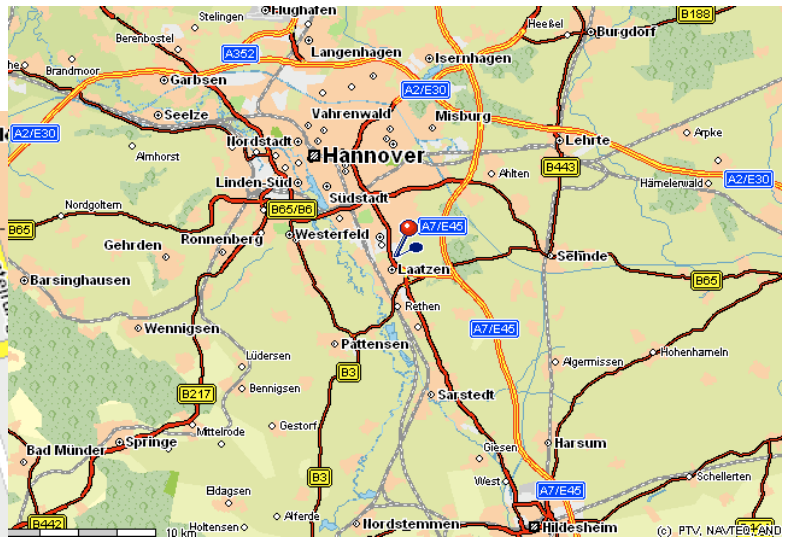 Flughafen
B188
Stelingen
Heeßel
Burgdorf
Berenbostel
A352
Langenhagen
Isernhagen
Brandmoor
Garbsen
A2/E30
Seelze
Vahrenwald
Misburg
A2/E30
Nordstadt
Lehrte
Arpke
Almhorst
Hannover
B443
Ahlten
A2/E30
Linden-Süd
Hämelerwald
Südstadt
Nordgoltern
B65/B6
A7/E45
B65
Ronnenberg
Westerfeld
Gehrden
Sehnde
Laatzen
Barsinghausen
B65
Rethen
Wennigsen
A7/E45
Pattensen
Lüdersen
Algermissen
Hohenhameln
B3
Bennigsen
B217
Sarstedt
Gestorf
Mittelrode
Springe
Bad Münder
Giesen
Harsum
B3
West
Schellerten
Eldagsen
A7/E45
Alferde
B442
Holtensen
Nordstemmen
Hildesheim
10 km
(c) PTV, NAVTEQ, AND